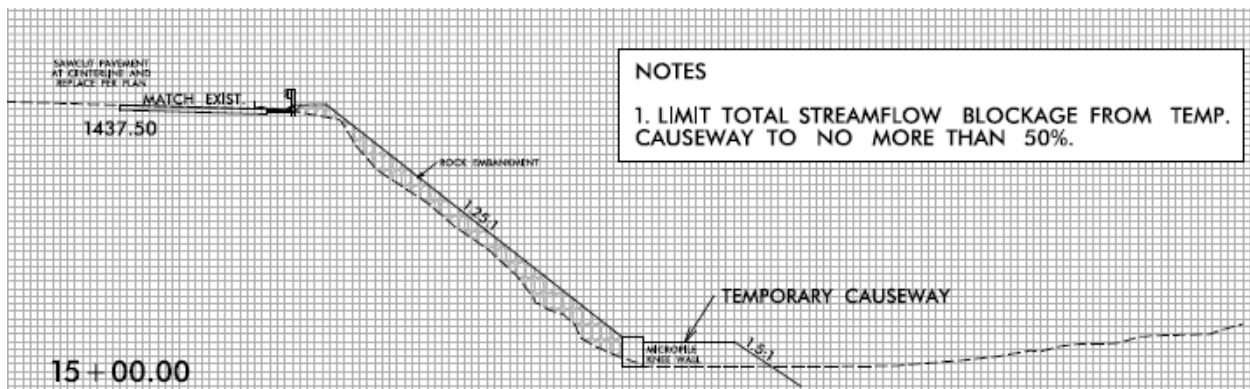 SAWCUT PAVEMENT
AT CENTERLINE AND
REPLACE PER PLAN
MATCH EXIST.
1437.50
NOTES
1. LIMIT TOTAL STREAMFLOW BLOCKAGE FROM TEMP.
CAUSEWAY TO NO MORE THAN 50%.
ROCK EMBANKMENT
1.25:1
TEMPORARY CAUSEWAY
MICROPILE
KNEE WALL
1.5:1
15+00.00